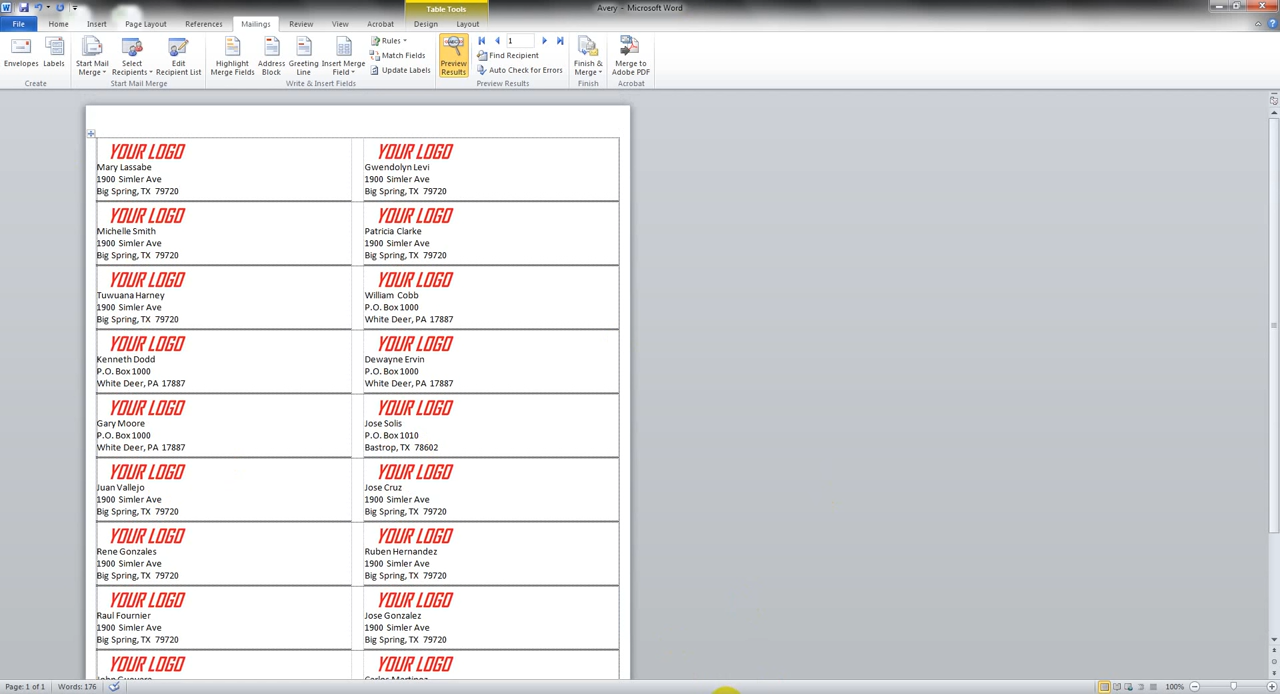 Table Tools
Avery - Microsoft Word
File Home Insert Page Layout References Mailings Review View Acrobat Design Layout
Envelopes Labels
Create
Start Mail Merge Select Recipients Edit Recipient List
Start Mail Merge
Highlight Merge Fields Address Block Greeting Line Insert Merge Field
Rules
Match Fields
Update Labels
Write & Insert Fields
Preview Results
1
Find Recipient
Auto Check for Errors
Preview Results
Finish & Merge
Finish
Merge to Adobe PDF
Acrobat
YOUR LOGO
Mary Lassabe
1900 Simler Ave
Big Spring, TX 79720
YOUR LOGO
Gwendolyn Levi
1900 Simler Ave
Big Spring, TX 79720
YOUR LOGO
Michelle Smith
1900 Simler Ave
Big Spring, TX 79720
YOUR LOGO
Patricia Clarke
1900 Simler Ave
Big Spring, TX 79720
YOUR LOGO
Tuwuana Harney
1900 Simler Ave
Big Spring, TX 79720
YOUR LOGO
William Cobb
P.O. Box 1000
White Deer, PA 17887
YOUR LOGO
Kenneth Dodd
P.O. Box 1000
White Deer, PA 17887
YOUR LOGO
Dewayne Ervin
P.O. Box 1000
White Deer, PA 17887
YOUR LOGO
Gary Moore
P.O. Box 1000
White Deer, PA 17887
YOUR LOGO
Jose Solis
P.O. Box 1010
Bastrop, TX 78602
YOUR LOGO
Juan Vallejo
1900 Simler Ave
Big Spring, TX 79720
YOUR LOGO
Jose Cruz
1900 Simler Ave
Big Spring, TX 79720
YOUR LOGO
Rene Gonzales
1900 Simler Ave
Big Spring, TX 79720
YOUR LOGO
Ruben Hernandez
1900 Simler Ave
Big Spring, TX 79720
YOUR LOGO
Raul Fournier
1900 Simler Ave
Big Spring, TX 79720
YOUR LOGO
Jose Gonzalez
1900 Simler Ave
Big Spring, TX 79720
YOUR LOGO
YOUR LOGO
Carlos Martinez
Page: 1 of 1 Words: 176
100%